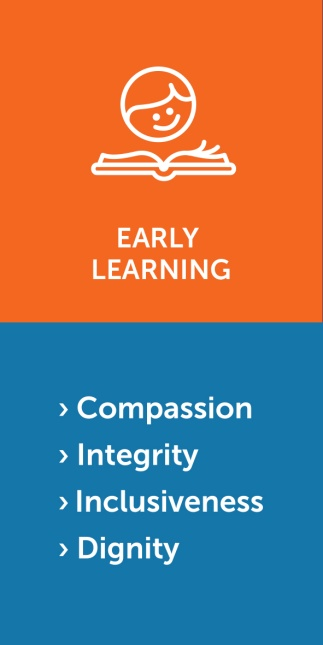 EARLY
LEARNING
› Compassion
› Integrity
› Inclusiveness
› Dignity